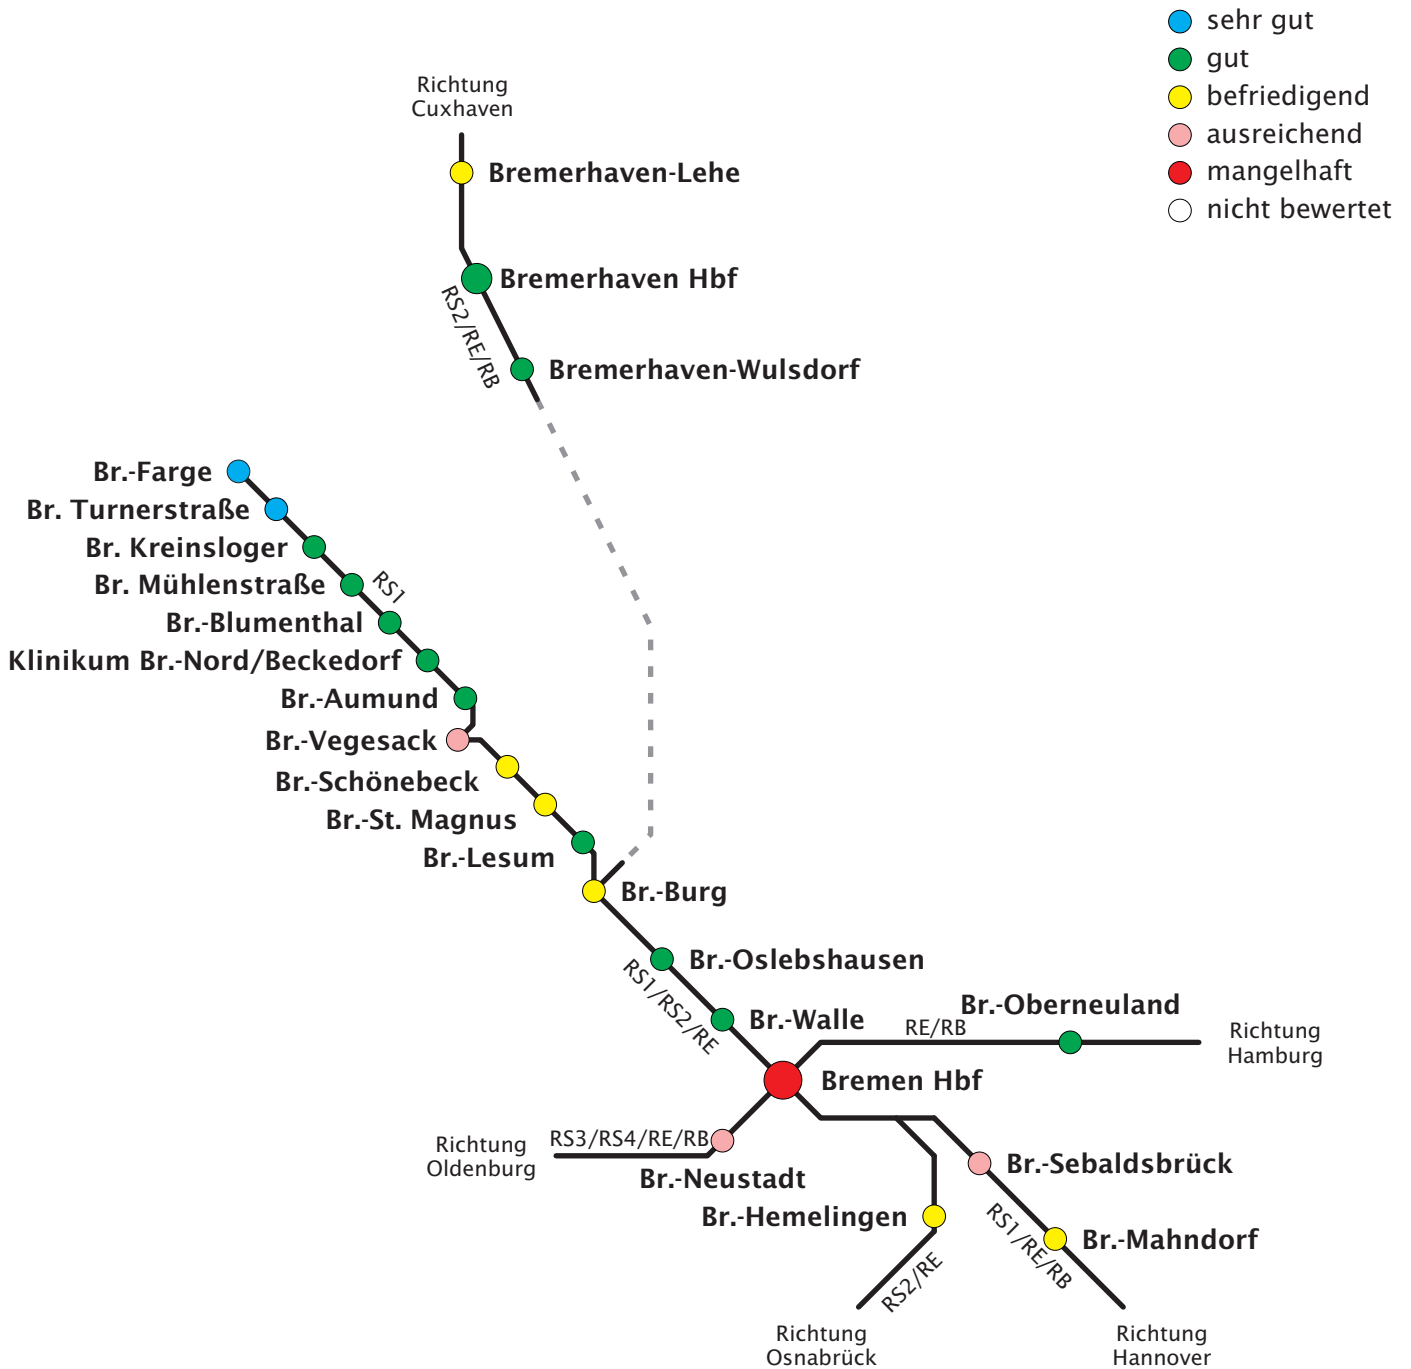 sehr gut
gut
befriedigend
ausreichend
mangelhaft
nicht bewertet
Richtung
Cuxhaven
Bremerhaven-Lehe
Bremerhaven Hbf
RS2/RE/RB
Bremerhaven-Wulsdorf
Br.-Farge
Br. Turnerstraße
Br. Kreinsloger
Br. Mühlenstraße
RS1
Br.-Blumenthal
Klinikum Br.-Nord/Beckedorf
Br.-Aumund
Br.-Vegesack
Br.-Schönebeck
Br.-St. Magnus
Br.-Lesum
Br.-Burg
Br.-Oslebshausen
RS1/RS2/RE
Br.-Walle
Br.-Oberneuland
RE/RB
Richtung
Hamburg
Bremen Hbf
RS3/RS4/RE/RB
Richtung
Oldenburg
Br.-Neustadt
Br.-Sebaldsbrück
Br.-Hemelingen
RS1/RE/RB
Br.-Mahndorf
RS2/RE
Richtung
Osnabrück
Richtung
Hannover